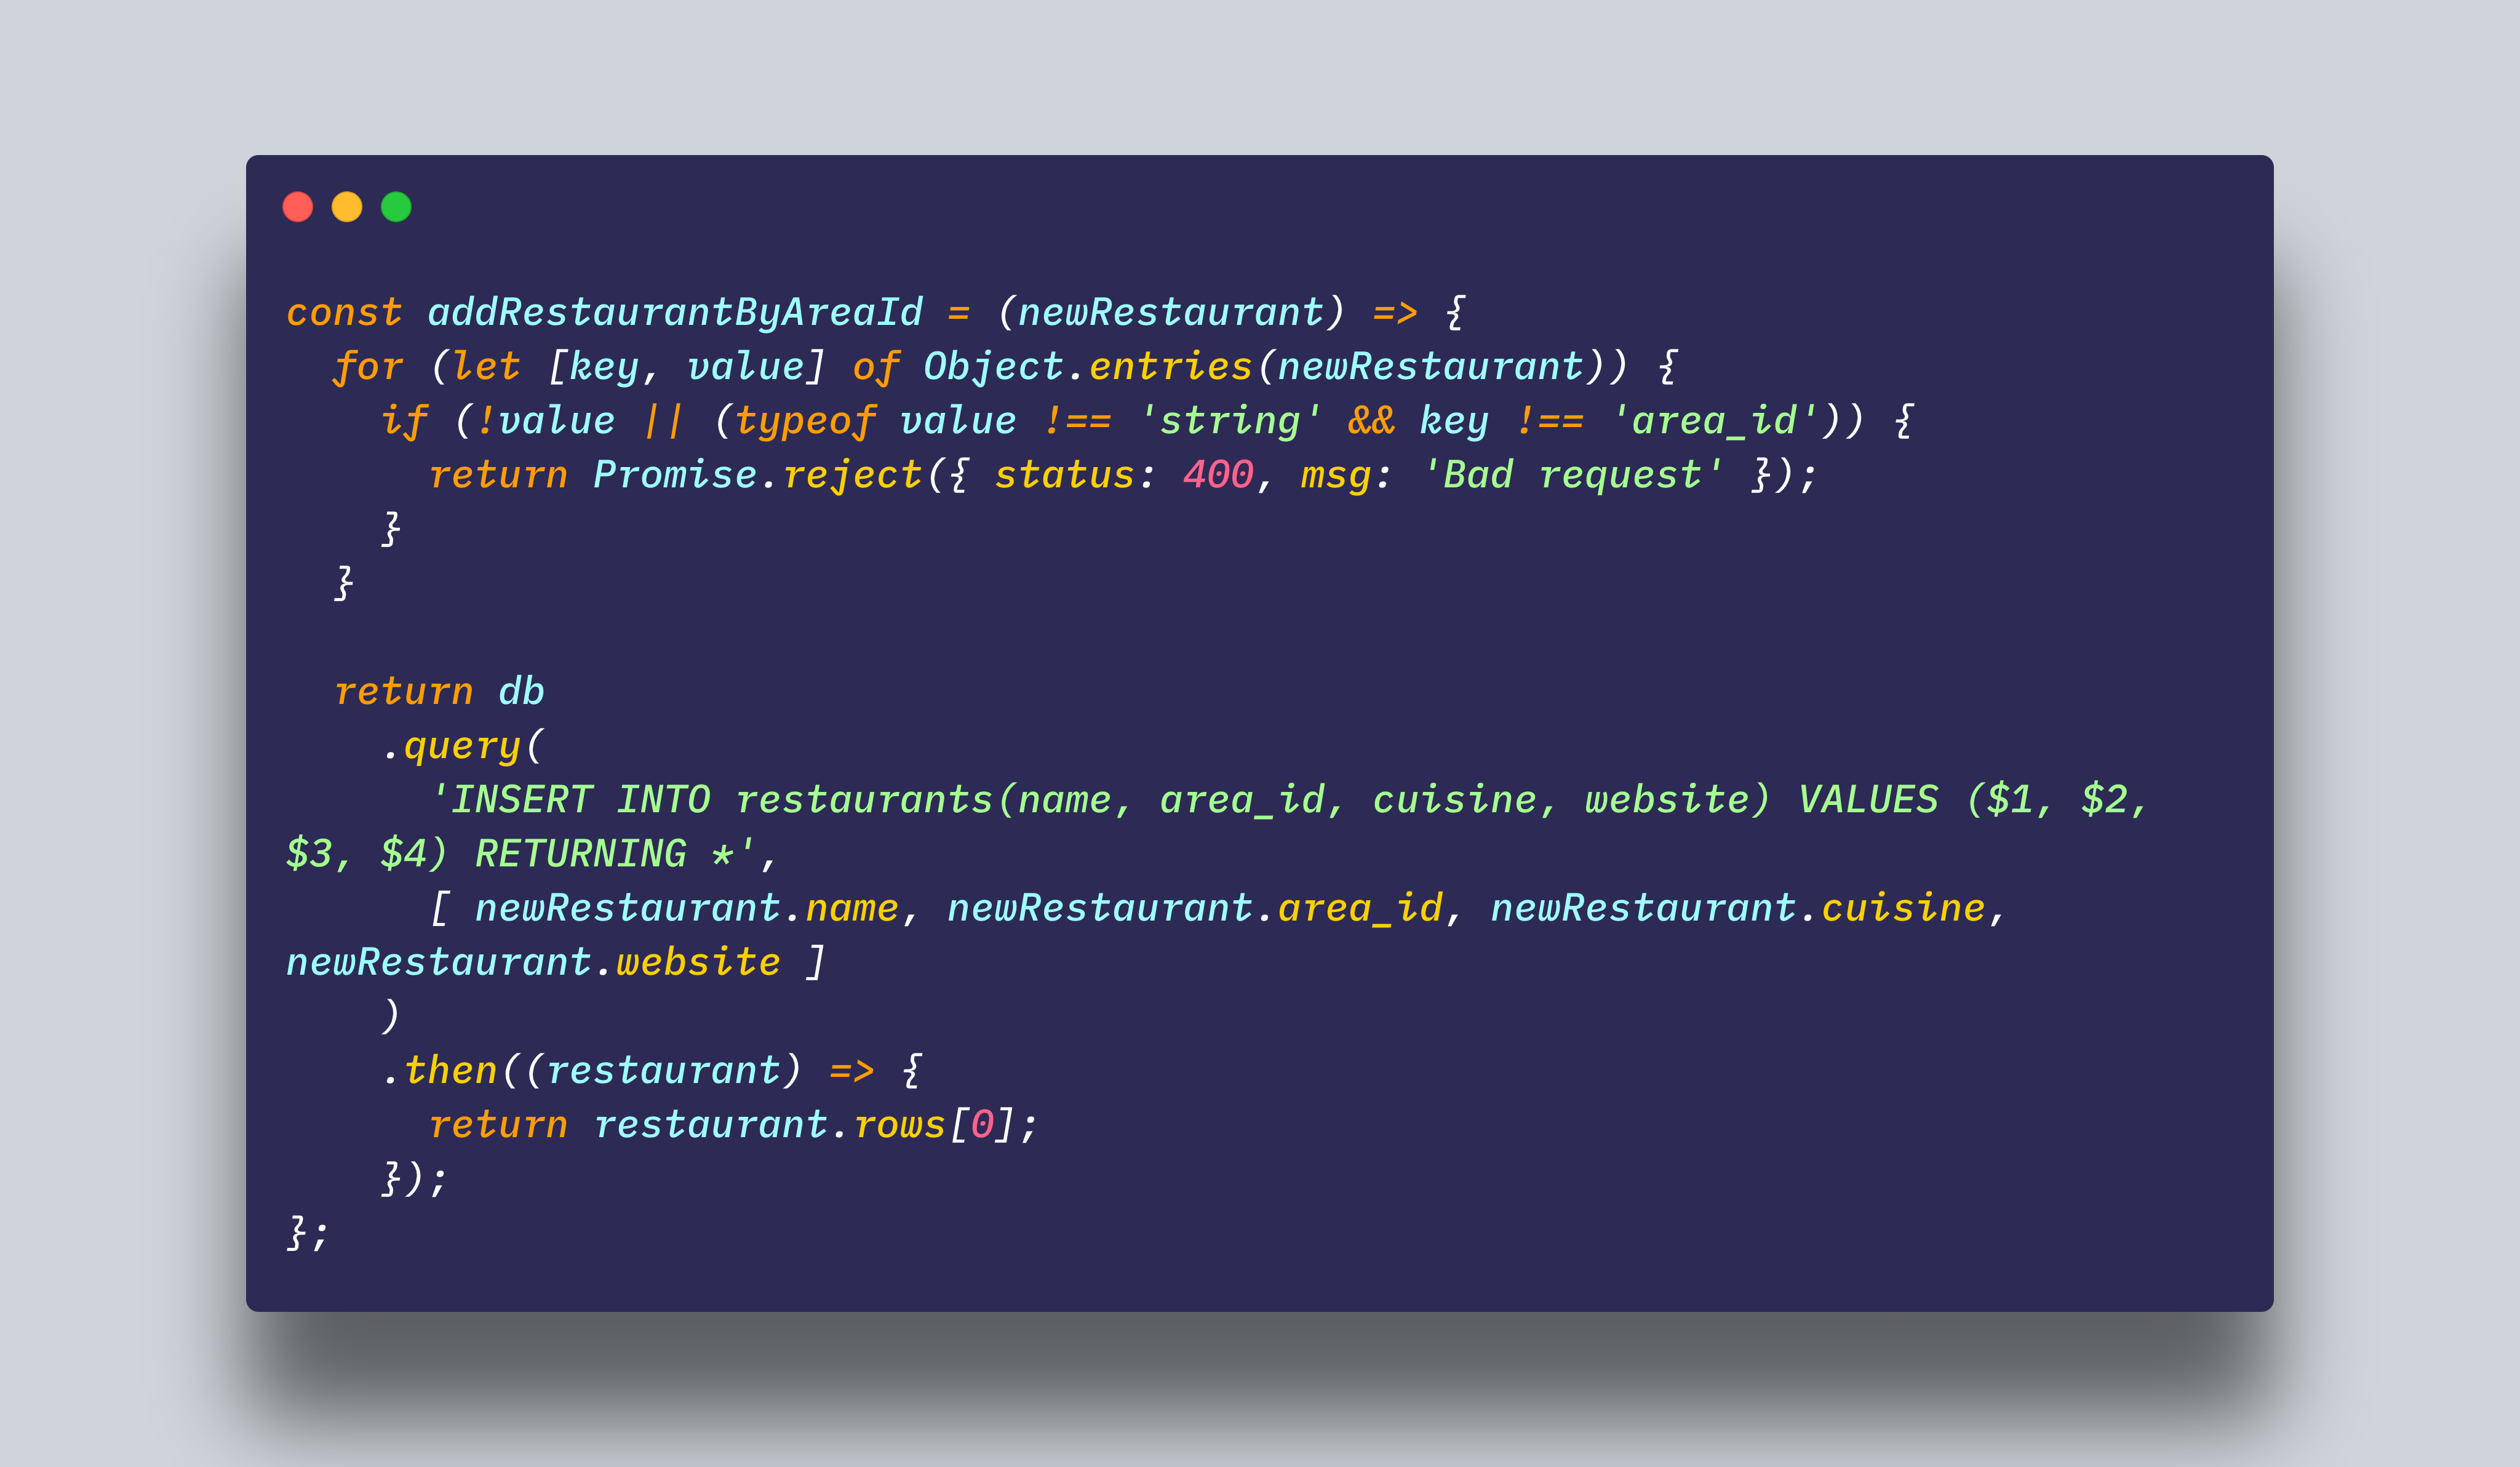 const addRestaurantByAreaId = (newRestaurant) => {
  for (let [key, value] of Object.entries(newRestaurant)) {
    if (!value || (typeof value !== 'string' && key !== 'area_id')) {
      return Promise.reject({ status: 400, msg: 'Bad request' });
    }
  }

  return db
    .query(
      'INSERT INTO restaurants(name, area_id, cuisine, website) VALUES ($1, $2,
$3, $4) RETURNING *',
      [ newRestaurant.name, newRestaurant.area_id, newRestaurant.cuisine,
newRestaurant.website ]
    )
    .then((restaurant) => {
      return restaurant.rows[0];
    });
};